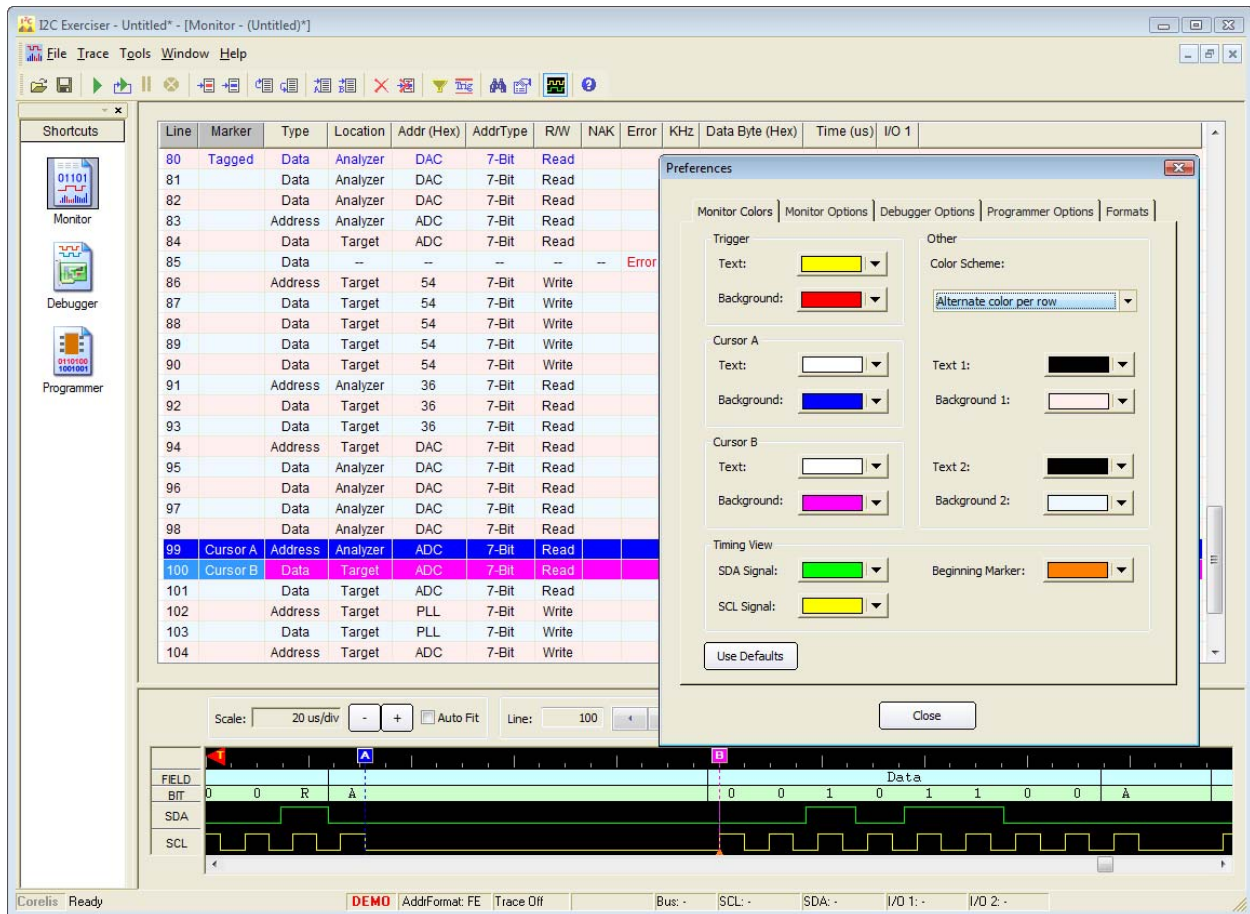 I2C Exerciser - Untitled* - [Monitor - (Untitled)*]
File Trace Tools Window Help
Shortcuts
Monitor
Debugger
Programmer
Line Marker Type Location Addr (Hex) AddrType R/W NAK Error KHz Data Byte (Hex) Time (us) I/O 1
80 Tagged Data Analyzer DAC 7-Bit Read
81 Data Analyzer DAC 7-Bit Read
82 Data Analyzer DAC 7-Bit Read
83 Address Analyzer ADC 7-Bit Read
84 Data Target ADC 7-Bit Read
85 Data -- -- -- -- -- Error
86 Address Target 54 7-Bit Write
87 Data Target 54 7-Bit Write
88 Data Target 54 7-Bit Write
89 Data Target 54 7-Bit Write
90 Data Target 54 7-Bit Write
91 Address Analyzer 36 7-Bit Read
92 Data Target 36 7-Bit Read
93 Data Target 36 7-Bit Read
94 Address Target DAC 7-Bit Read
95 Data Analyzer DAC 7-Bit Read
96 Data Analyzer DAC 7-Bit Read
97 Data Analyzer DAC 7-Bit Read
98 Data Analyzer DAC 7-Bit Read
99 Cursor A Address Analyzer ADC 7-Bit Read
100 Cursor B Data Target ADC 7-Bit Read
101 Data Target ADC 7-Bit Read
102 Address Target PLL 7-Bit Write
103 Data Target PLL 7-Bit Write
104 Address Target ADC 7-Bit Write
Preferences
Monitor Colors Monitor Options Debugger Options Programmer Options Formats
Trigger
Text:
Background:
Cursor A
Text:
Background:
Cursor B
Text:
Background:
Other
Color Scheme:
Alternate color per row
Text 1:
Background 1:
Text 2:
Background 2:
Timing View
SDA Signal:
Beginning Marker:
SCL Signal:
Use Defaults
Close
Scale: 20 us/div - + Auto Fit Line: 100
T A B
FIELD Data
BIT 0 0 R A 0 0 1 0 1 1 0 0 A
SDA
SCL
Corelis Ready DEMO AddrFormat: FE Trace Off Bus: - SCL: - SDA: - I/O 1: - I/O 2: -